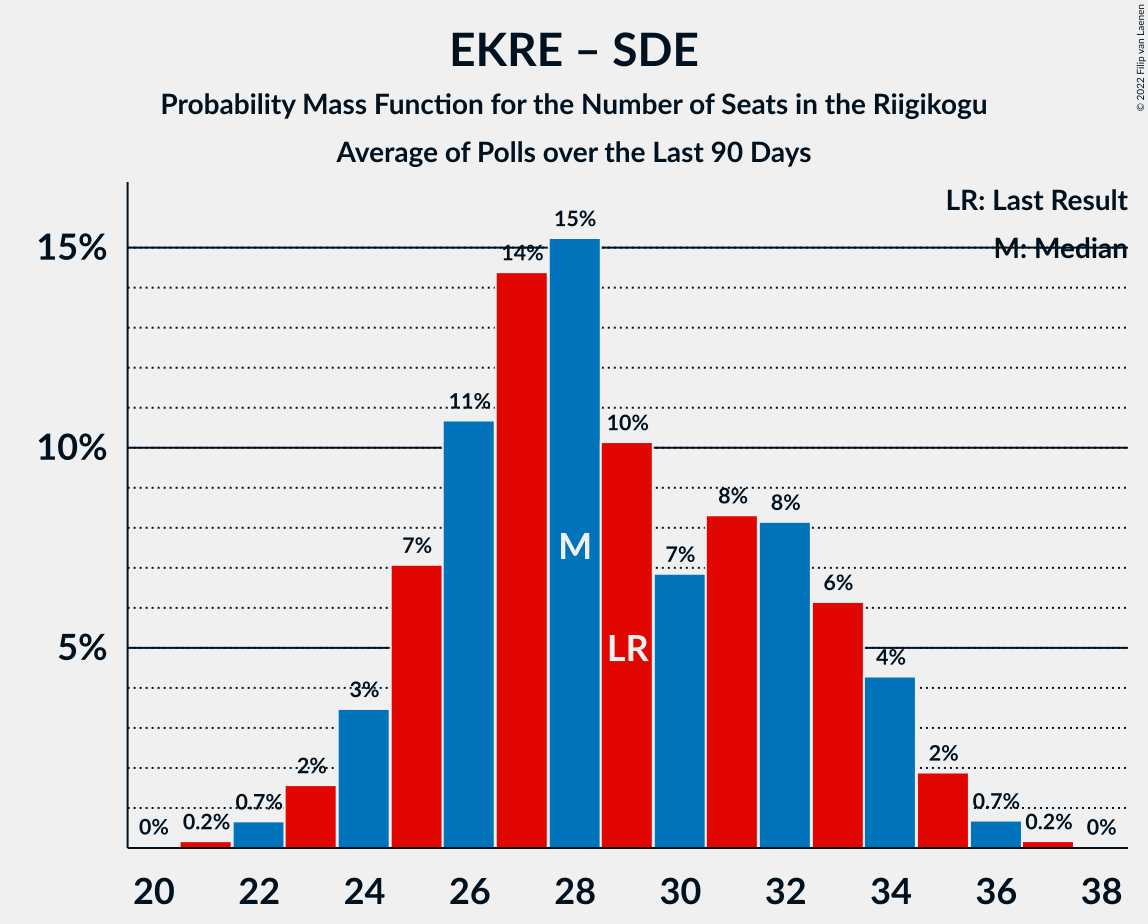 EKRE – SDE
Probability Mass Function for the Number of Seats in the Riigikogu
Average of Polls over the Last 90 Days
© 2022 Filip van Laenen
LR: Last Result
M: Median
15%
10%
5%
0%
0.2%
0.7%
2%
3%
7%
11%
14%
15%
10%
7%
8%
8%
6%
4%
2%
0.7%
0.2%
0%
M
LR
20 22 24 26 28 30 32 34 36 38